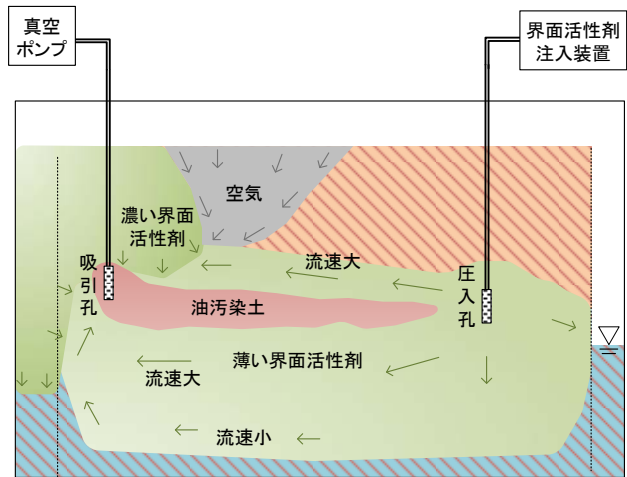 真空
ポンプ
界面活性剤
注入装置
空気
濃い界面
活性剤
吸引孔
流速大
圧入孔
油汚染土
薄い界面活性剤
流速大
流速小